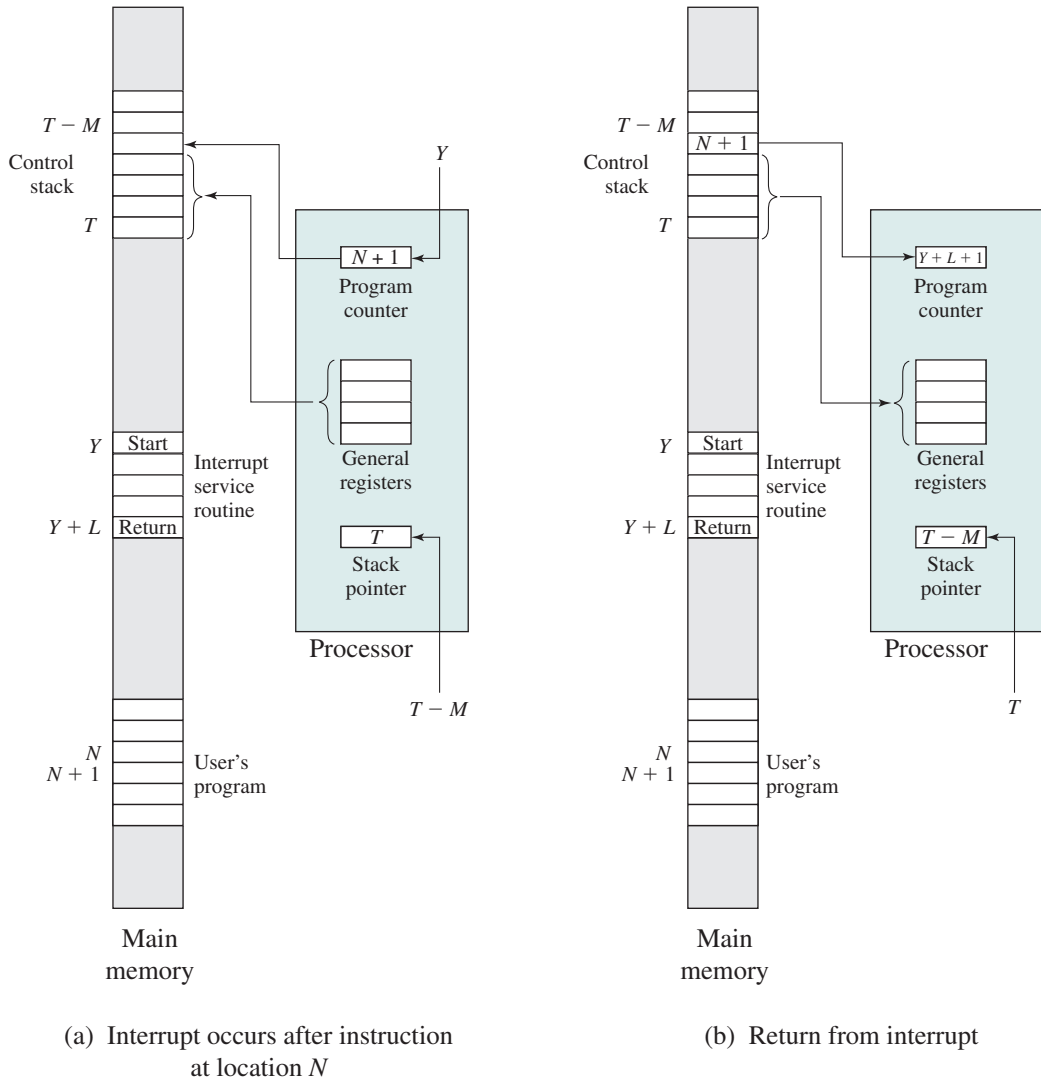 T − M
Control
stack
T
Y
N + 1
Program
counter
General
registers
Y
Start
Interrupt
service
routine
Y + L
Return
T
Stack
pointer
Processor
T − M
N
N + 1
User's
program
Main
memory
(a) Interrupt occurs after instruction
at location N
T − M
N + 1
Control
stack
T
Y + L + 1
Program
counter
General
registers
Y
Start
Interrupt
service
routine
Y + L
Return
T − M
Stack
pointer
Processor
T
N
N + 1
User's
program
Main
memory
(b) Return from interrupt